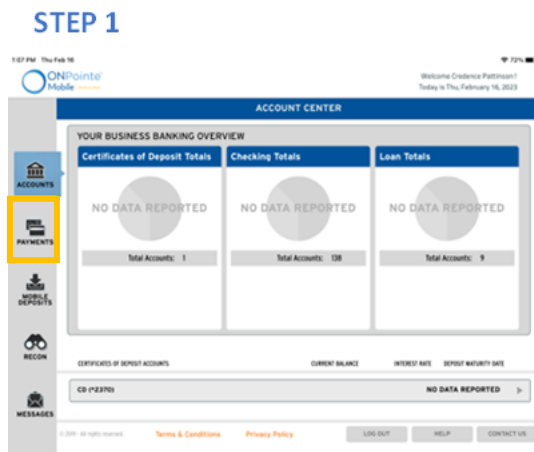 STEP 1
1:07 PM Thu Feb 16
72%
ONPointe
Mobile
Welcome Credence Pattinson!
Today is Thu, February 16, 2023
ACCOUNT CENTER
YOUR BUSINESS BANKING OVERVIEW
Certificates of Deposit Totals
NO DATA REPORTED
Total Accounts: 1
Checking Totals
NO DATA REPORTED
Total Accounts: 138
Loan Totals
NO DATA REPORTED
Total Accounts: 9
ACCOUNTS
PAYMENTS
MOBILE
DEPOSITS
RECON
MESSAGES
CERTIFICATES OF DEPOSIT ACCOUNTS CURRENT BALANCE INTEREST RATE DEPOSIT MATURITY DATE
CD (*2370) NO DATA REPORTED
© 2019 - All rights reserved. Terms & Conditions Privacy Policy LOG OUT HELP CONTACT US